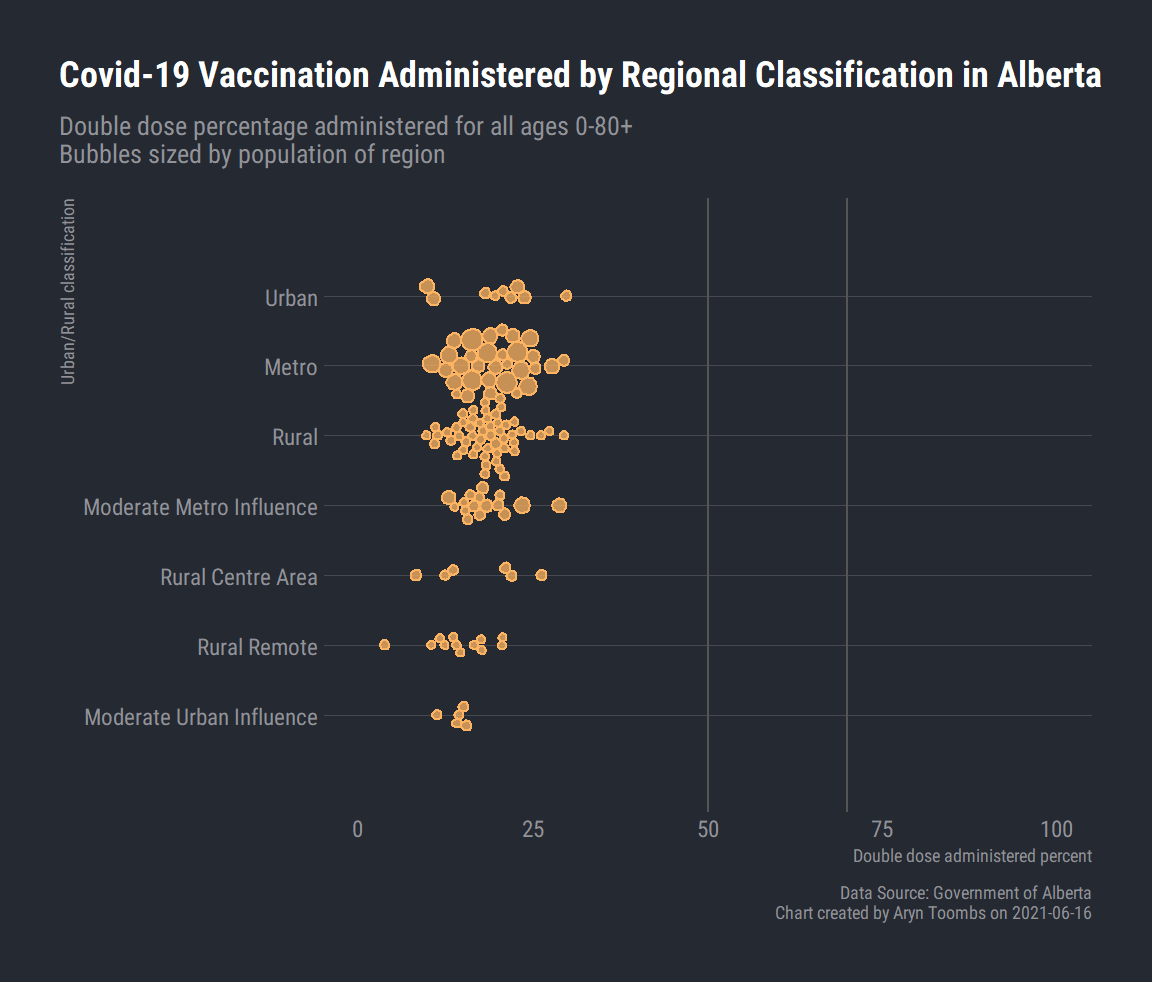 Covid-19 Vaccination Administered by Regional Classification in Alberta
Double dose percentage administered for all ages 0-80+
Bubbles sized by population of region
Urban/Rural classification
Urban
Metro
Rural
Moderate Metro Influence
Rural Centre Area
Rural Remote
Moderate Urban Influence
0 25 50 75 100
Double dose administered percent
Data Source: Government of Alberta
Chart created by Aryn Toombs on 2021-06-16